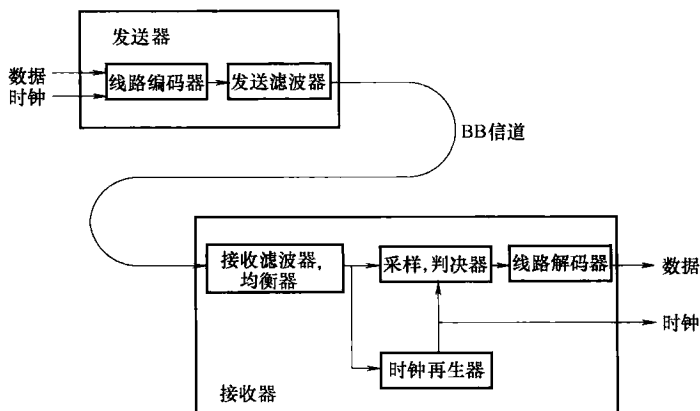 发送器
数据
时钟
线路编码器
发送滤波器
BB信道
接收滤波器,
均衡器
采样,判决器
线路解码器
数据
时钟
时钟再生器
接收器